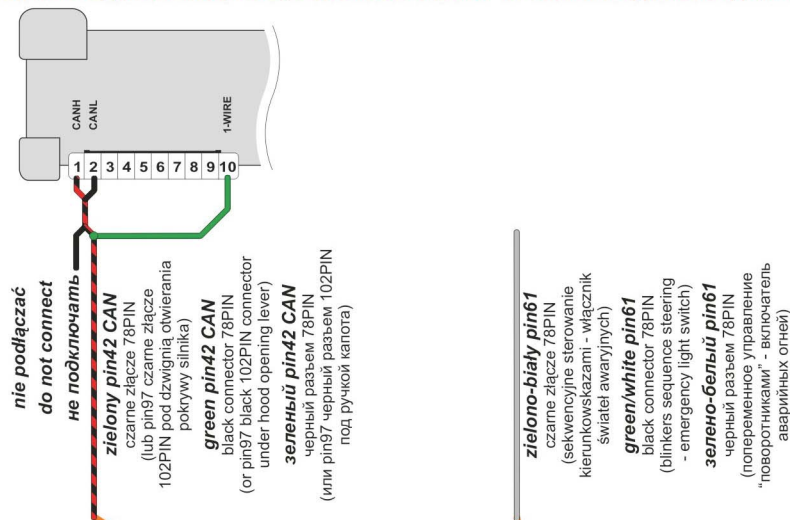 CANH
CANL
1-WIRE
1
2
3
4
5
6
7
8
9
10
nie podłączać
do not connect
не подключать
zielony pin42 CAN
czarne złącze 78PIN
(lub pin97 czarne złącze
102PIN pod dzwignią otwierania
pokrywy silnika)
green pin42 CAN
black connector 78PIN
(or pin97 black 102PIN connector
under hood opening lever)
зеленый pin42 CAN
черный разъем 78PIN
(или pin97 черный разъем 102PIN
под ручкой капота)
zielono-biały pin61
czarne złącze 78PIN
(sekwencyjne sterowanie
kierunkowskazami - włącznik
świateł awaryjnych)
green/white pin61
black connector 78PIN
(blinkers sequence steering
- emergency light switch)
зелено-белый pin61
черный разъем 78PIN
(попеременное управление
"поворотниками" - включатель
аварийных огней)